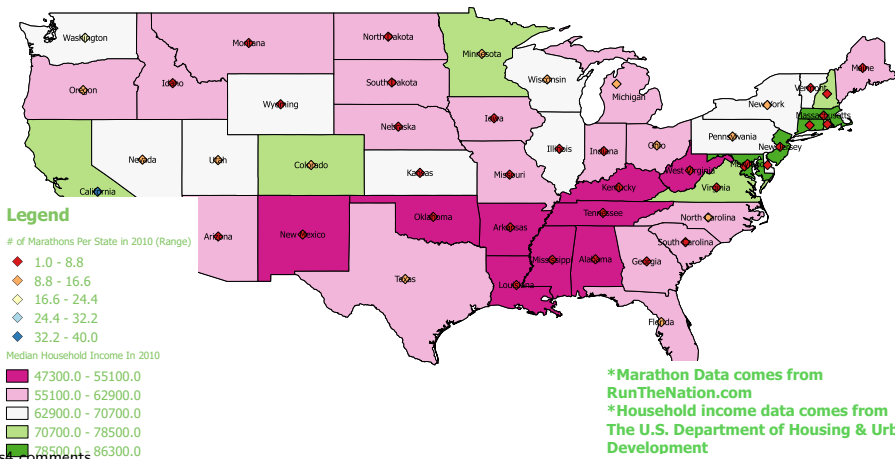 Washington
Montana
North Dakota
Minnesota
Maine
Vermont
Oregon
Idaho
South Dakota
Wisconsin
Michigan
New York
Massachusetts
Wyoming
Nebraska
Iowa
Illinois
Indiana
Ohio
Pennsylvania
New Jersey
Nevada
Utah
Colorado
Kansas
Missouri
Kentucky
West Virginia
Virginia
California
Arizona
New Mexico
Oklahoma
Arkansas
Tennessee
North Carolina
South Carolina
Texas
Louisiana
Mississippi
Alabama
Georgia
Florida
Legend
# of Marathons Per State in 2010 (Range)
1.0 - 8.8
8.8 - 16.6
16.6 - 24.4
24.4 - 32.2
32.2 - 40.0
Median Household Income In 2010
47300.0 - 55100.0
55100.0 - 62900.0
62900.0 - 70700.0
70700.0 - 78500.0
78500.0 - 86300.0
comments
*Marathon Data comes from
RunTheNation.com
*Household income data comes from
The U.S. Department of Housing & Urb
Development